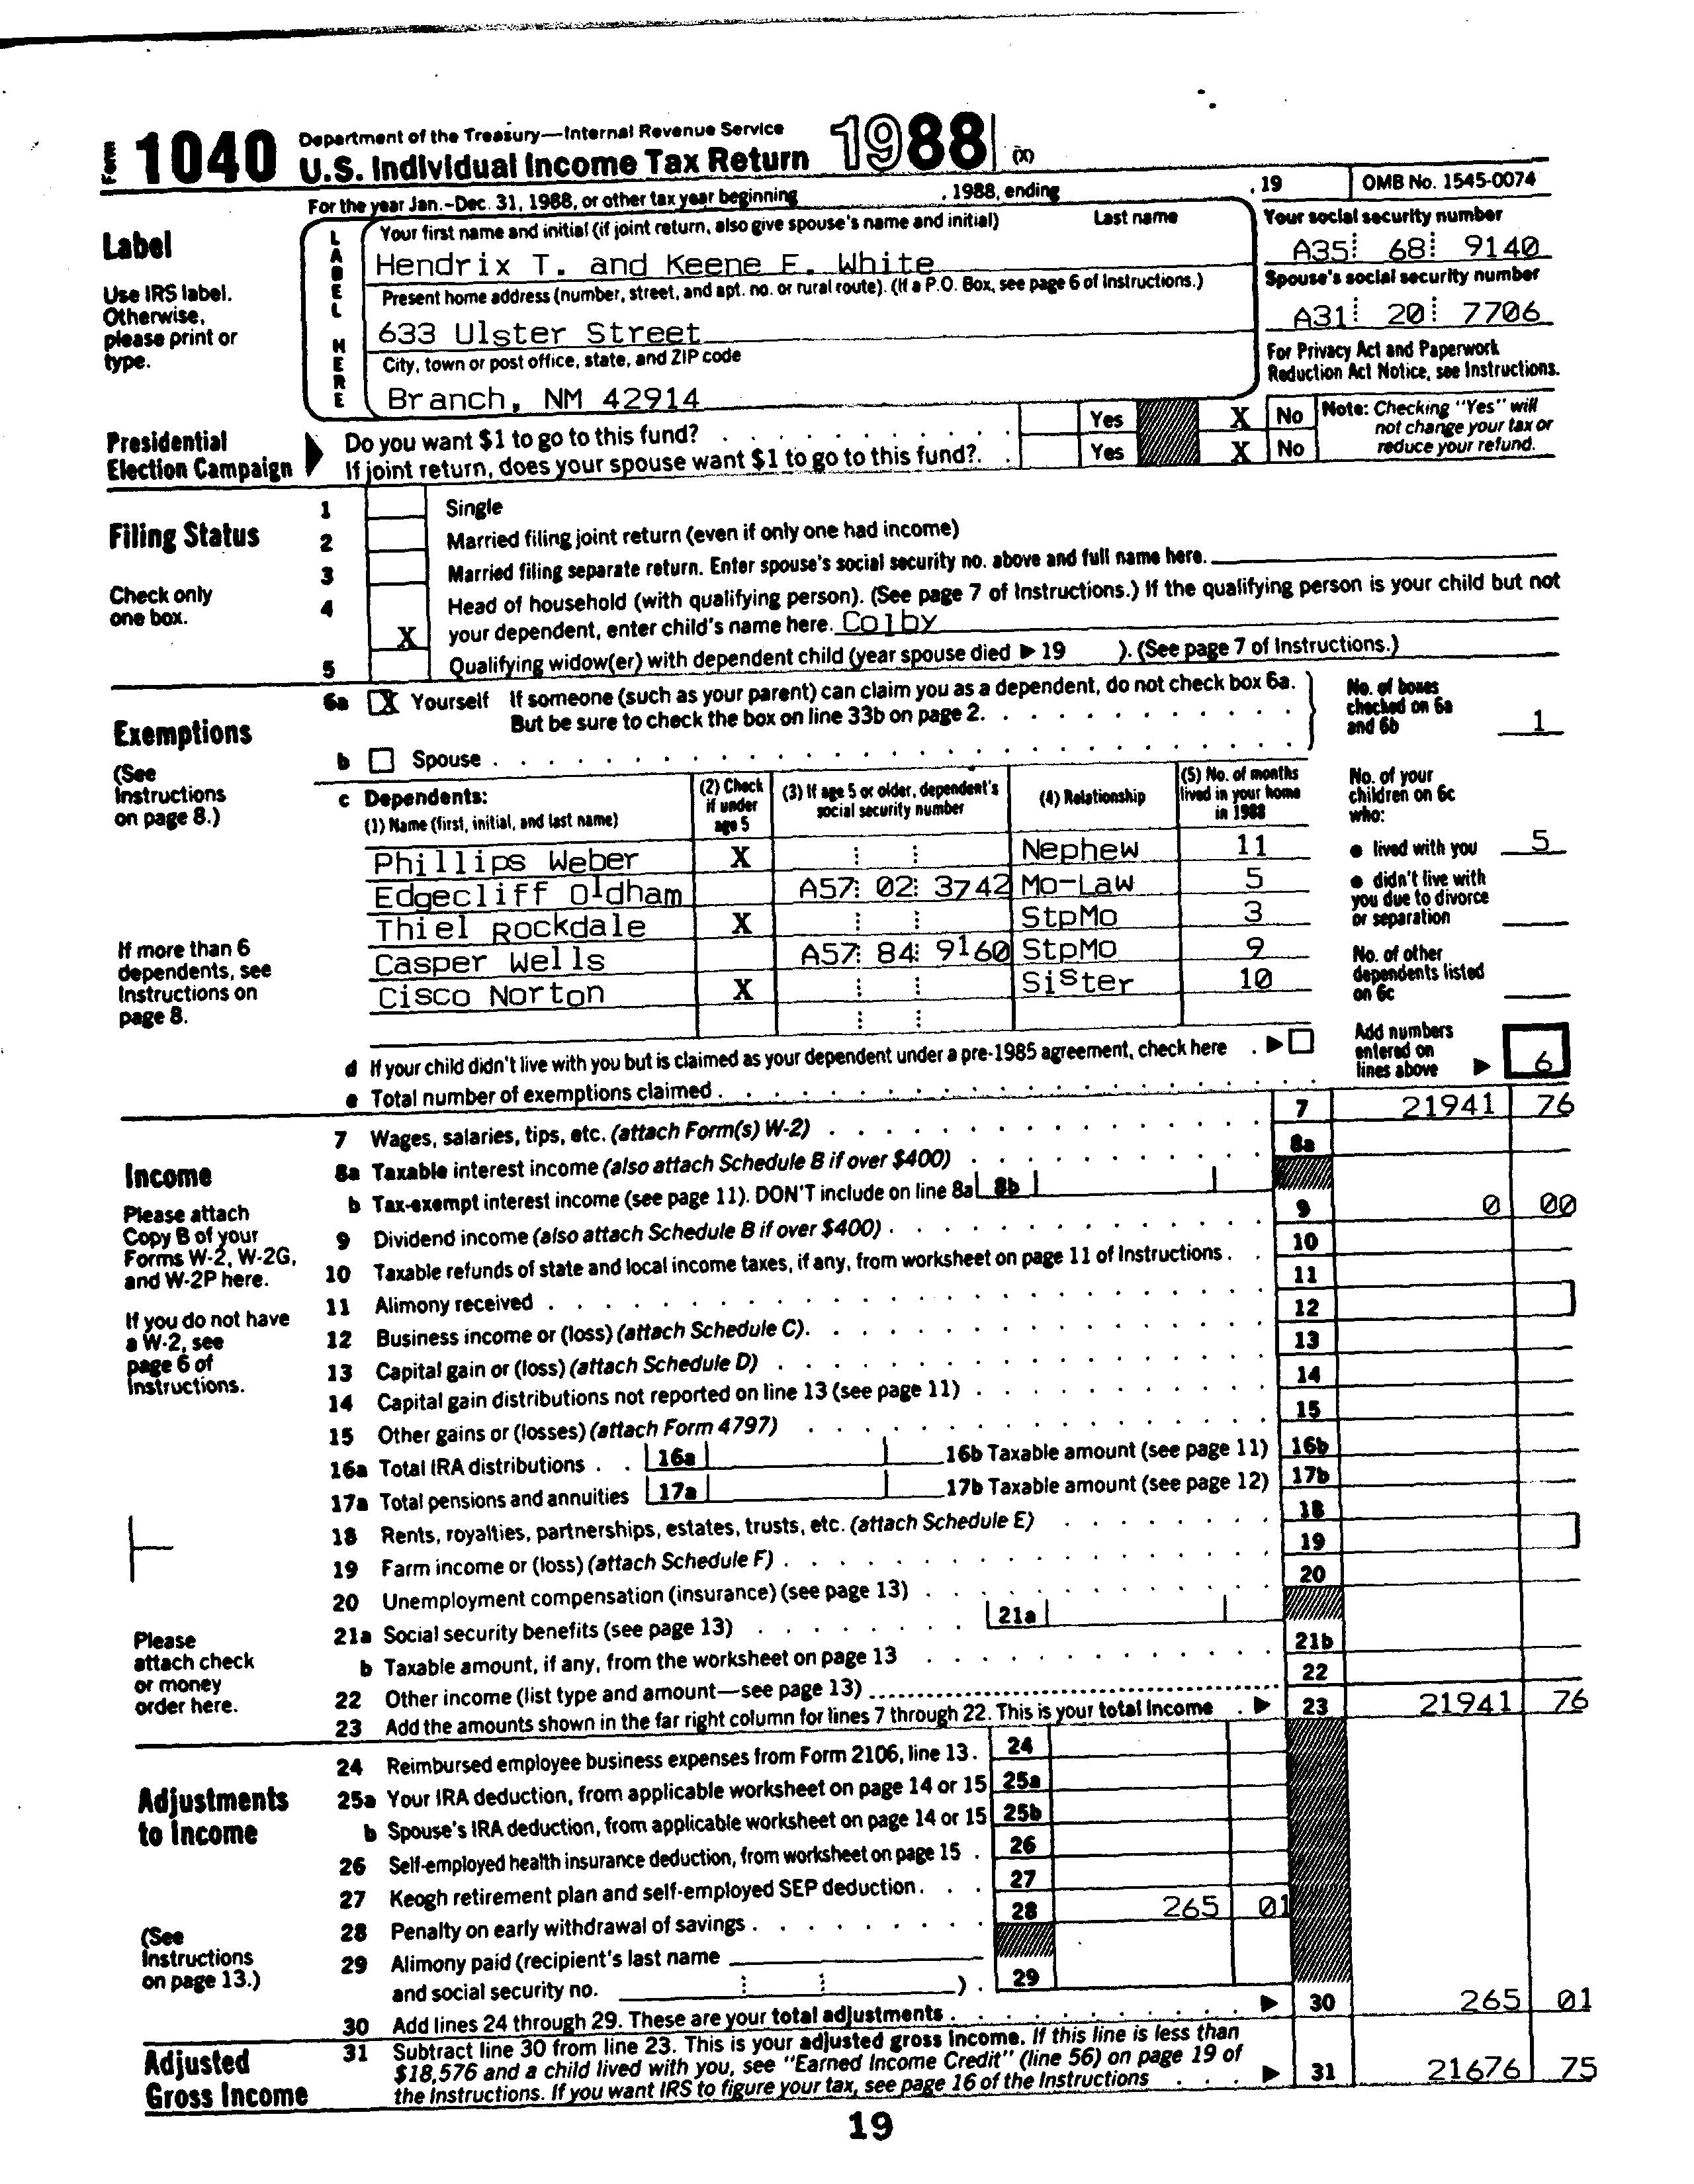 Form 1040 Department of the Treasury—Internal Revenue Service
U.S. Individual Income Tax Return 1988 (X)
For the year Jan.-Dec. 31, 1988, or other tax year beginning , 1988, ending , 19 OMB No. 1545-0074
Label
Use IRS label.
Otherwise,
please print or
type.
LABEL HERE
Your first name and initial (if joint return, also give spouse's name and initial) Last name
Hendrix T. and Keene E. White
Present home address (number, street, and apt. no. or rural route). (If a P.O. Box, see page 6 of Instructions.)
633 Ulster Street
City, town or post office, state, and ZIP code
Branch, NM 42914
Your social security number
A35 68 9140
Spouse's social security number
A31 20 7706
For Privacy Act and Paperwork
Reduction Act Notice, see Instructions.
Presidential
Election Campaign
Do you want $1 to go to this fund? Yes X No
If joint return, does your spouse want $1 to go to this fund?. Yes X No
Note: Checking "Yes" will
not change your tax or
reduce your refund.
Filing Status
Check only
one box.
1 Single
2 Married filing joint return (even if only one had income)
3 Married filing separate return. Enter spouse's social security no. above and full name here.
4 Head of household (with qualifying person). (See page 7 of Instructions.) If the qualifying person is your child but not
X your dependent, enter child's name here. Colby
5 Qualifying widow(er) with dependent child (year spouse died ▶ 19 ). (See page 7 of Instructions.)
Exemptions
(See
Instructions
on page 8.)
If more than 6
dependents, see
Instructions on
page 8.
6a X Yourself If someone (such as your parent) can claim you as a dependent, do not check box 6a.
But be sure to check the box on line 33b on page 2.
b Spouse
No. of boxes
checked on 6a
and 6b 1
c Dependents:
(1) Name (first, initial, and last name)
(2) Check
if under
age 5
(3) If age 5 or older, dependent's
social security number
(4) Relationship
(5) No. of months
lived in your home
in 1988
Phillips Weber X Nephew 11
Edgecliff Oldham A57 02 3742 Mo-Law 5
Thiel Rockdale X StpMo 3
Casper Wells A57 84 9160 StpMo 9
Cisco Norton X Sister 10
No. of your
children on 6c
who:
● lived with you 5
● didn't live with
you due to divorce
or separation
No. of other
dependents listed
on 6c
d If your child didn't live with you but is claimed as your dependent under a pre-1985 agreement, check here . ▶
e Total number of exemptions claimed
Add numbers
entered on
lines above ▶ 6
Income
Please attach
Copy B of your
Forms W-2, W-2G,
and W-2P here.
If you do not have
a W-2, see
page 6 of
Instructions.
Please
attach check
or money
order here.
7 Wages, salaries, tips, etc. (attach Form(s) W-2) 7 21941 76
8a Taxable interest income (also attach Schedule B if over $400) 8a
b Tax-exempt interest income (see page 11). DON'T include on line 8a 8b
9 Dividend income (also attach Schedule B if over $400) 9 0 00
10 Taxable refunds of state and local income taxes, if any, from worksheet on page 11 of Instructions . 10
11 Alimony received 11
12 Business income or (loss) (attach Schedule C). 12
13 Capital gain or (loss) (attach Schedule D) 13
14 Capital gain distributions not reported on line 13 (see page 11) 14
15 Other gains or (losses) (attach Form 4797) 15
16a Total IRA distributions 16a 16b Taxable amount (see page 11) 16b
17a Total pensions and annuities 17a 17b Taxable amount (see page 12) 17b
18 Rents, royalties, partnerships, estates, trusts, etc. (attach Schedule E) 18
19 Farm income or (loss) (attach Schedule F) 19
20 Unemployment compensation (insurance) (see page 13) 20
21a Social security benefits (see page 13) 21a
b Taxable amount, if any, from the worksheet on page 13 21b
22 Other income (list type and amount—see page 13) 22
23 Add the amounts shown in the far right column for lines 7 through 22. This is your total income . ▶ 23 21941 76
Adjustments
to Income
(See
Instructions
on page 13.)
24 Reimbursed employee business expenses from Form 2106, line 13. 24
25a Your IRA deduction, from applicable worksheet on page 14 or 15 25a
b Spouse's IRA deduction, from applicable worksheet on page 14 or 15 25b
26 Self-employed health insurance deduction, from worksheet on page 15 . 26
27 Keogh retirement plan and self-employed SEP deduction. 27
28 Penalty on early withdrawal of savings 28 265 01
29 Alimony paid (recipient's last name
and social security no. ) . 29
30 Add lines 24 through 29. These are your total adjustments ▶ 30 265 01
Adjusted
Gross Income
31 Subtract line 30 from line 23. This is your adjusted gross income. If this line is less than
$18,576 and a child lived with you, see "Earned Income Credit" (line 56) on page 19 of
the Instructions. If you want IRS to figure your tax, see page 16 of the Instructions ▶ 31 21676 75
19